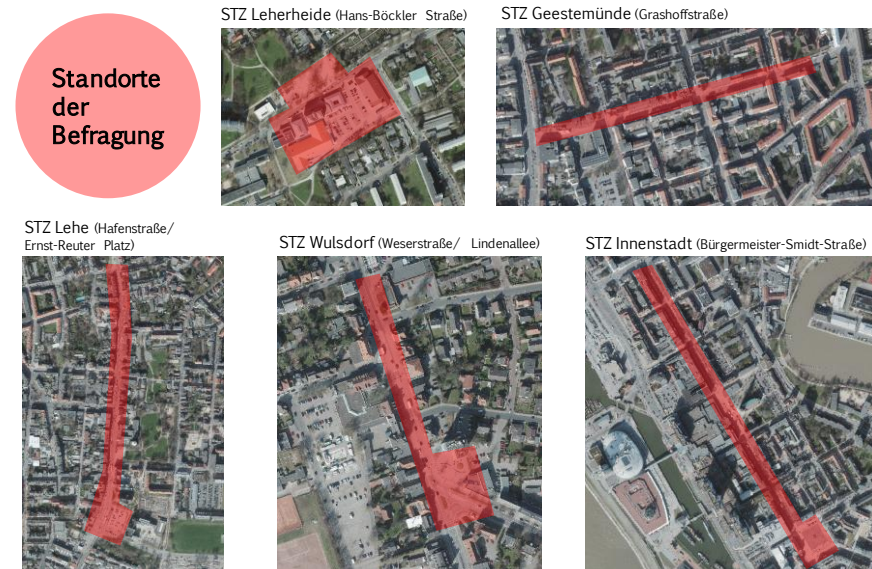 Standorte
der
Befragung
STZ Leherheide (Hans-Böckler Straße)
STZ Geestemünde (Grashoffstraße)
STZ Lehe (Hafenstraße/
Ernst-Reuter Platz)
STZ Wulsdorf (Weserstraße/ Lindenallee)
STZ Innenstadt (Bürgermeister-Smidt-Straße)